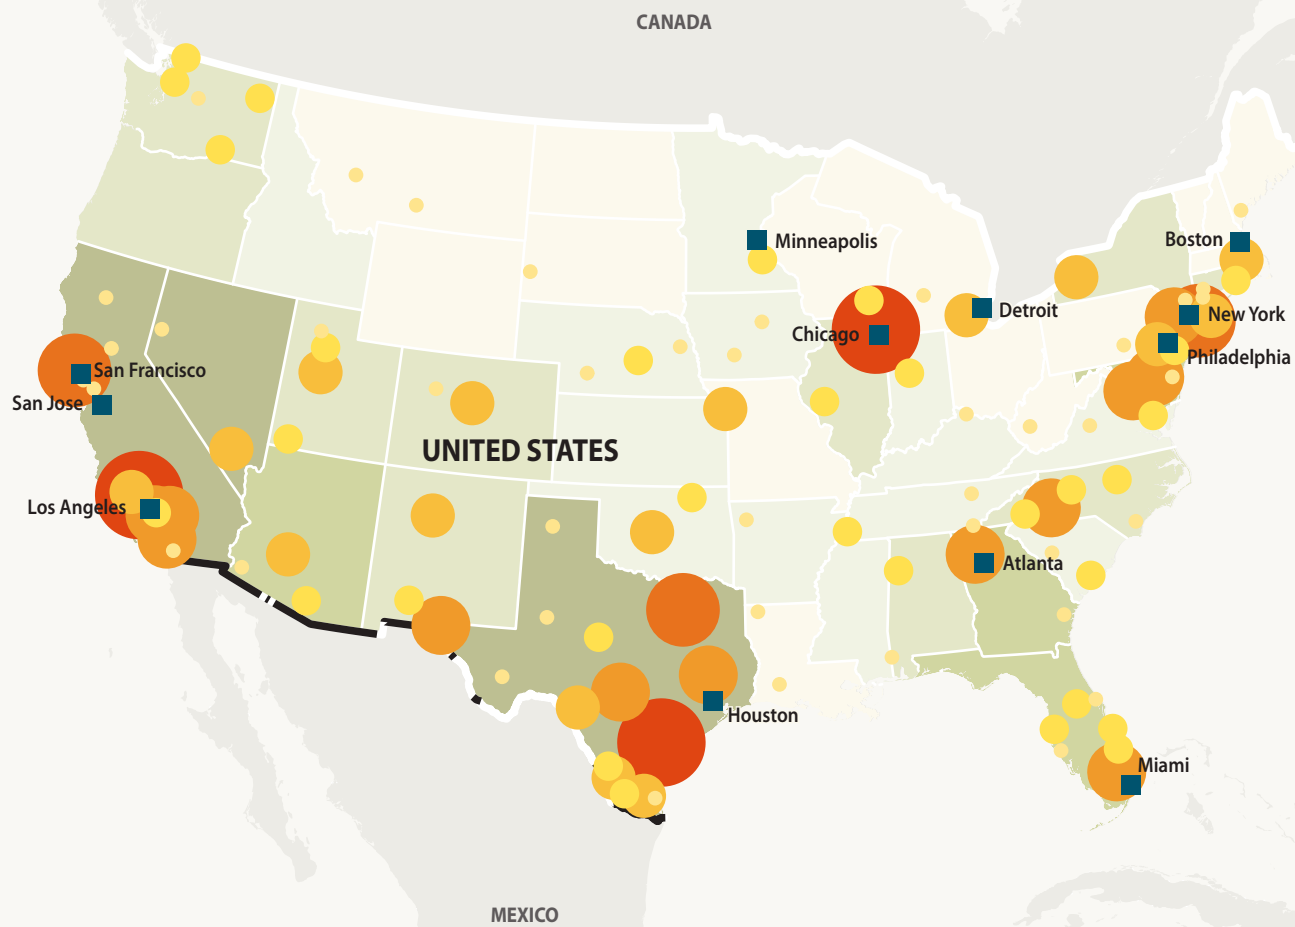 CANADA
Minneapolis
Boston
Detroit
New York
Chicago
Philadelphia
San Francisco
San Jose
UNITED STATES
Los Angeles
Atlanta
Houston
Miami
MEXICO